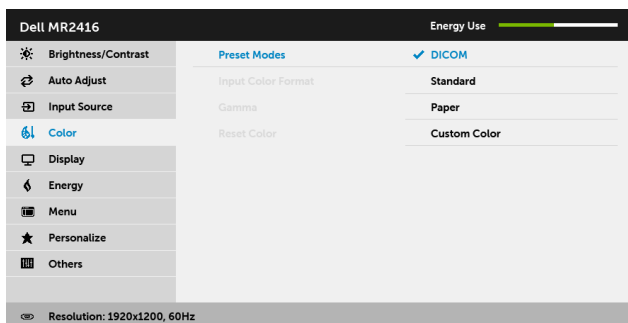 Dell MR2416 Energy Use
Brightness/Contrast Preset Modes DICOM
Auto Adjust Input Color Format Standard
Input Source Gamma Paper
Color Reset Color Custom Color
Display
Energy
Menu
Personalize
Others
Resolution: 1920x1200, 60Hz